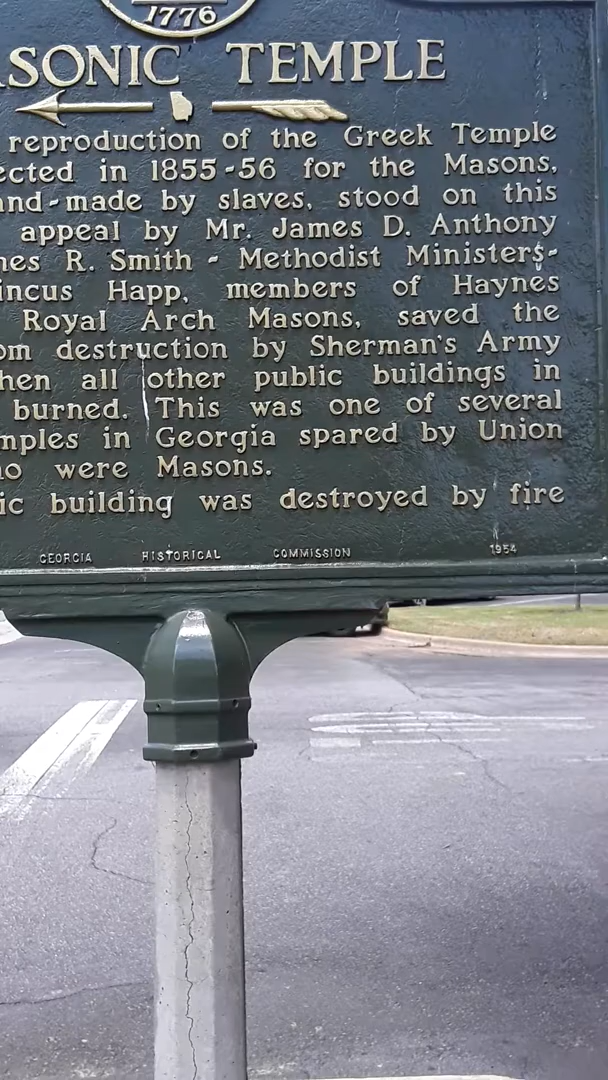 1776
SONIC TEMPLE
reproduction of the Greek Temple
ected in 1855-56 for the Masons,
nd-made by slaves, stood on this
appeal by Mr. James D. Anthony
nes R. Smith - Methodist Ministers-
incus Happ, members of Haynes
Royal Arch Masons, saved the
om destruction by Sherman's Army
hen all other public buildings in
burned. This was one of several
mples in Georgia spared by Union
ho were Masons.
ic building was destroyed by fire
GEORGIA HISTORICAL COMMISSION 1954